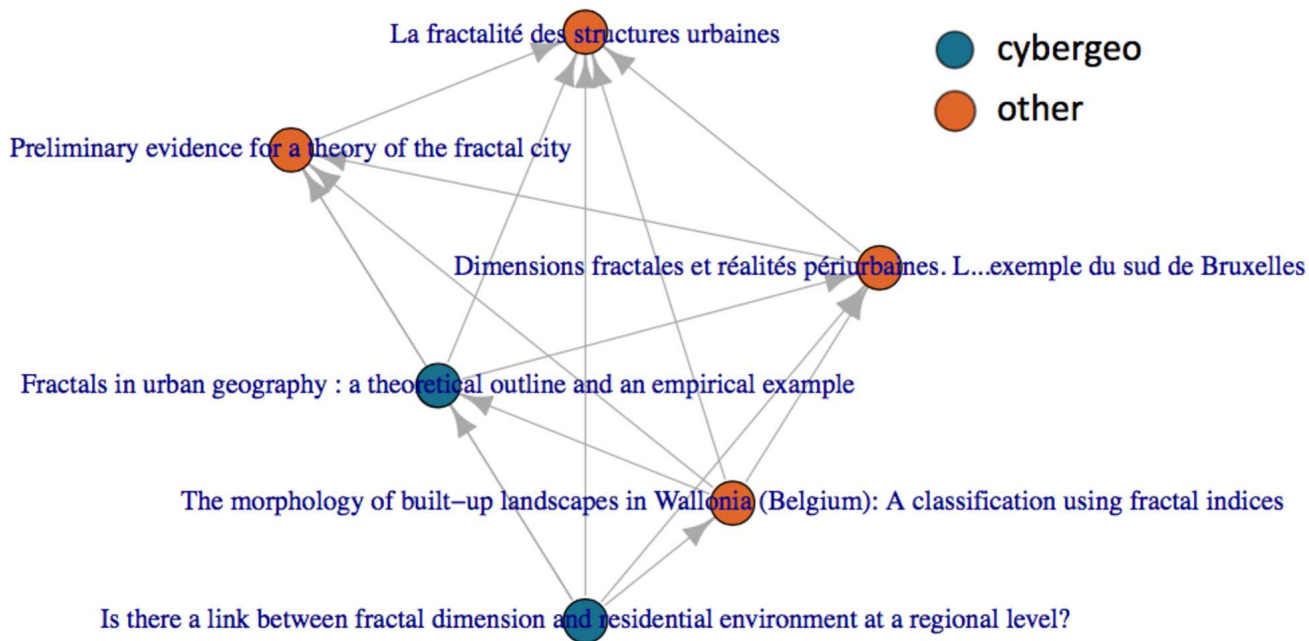 La fractalité des structures urbaines
cybergeo
other
Preliminary evidence for a theory of the fractal city
Dimensions fractales et réalités périurbaines. L...exemple du sud de Bruxelles
Fractals in urban geography : a theoretical outline and an empirical example
The morphology of built−up landscapes in Wallonia (Belgium): A classification using fractal indices
Is there a link between fractal dimension and residential environment at a regional level?